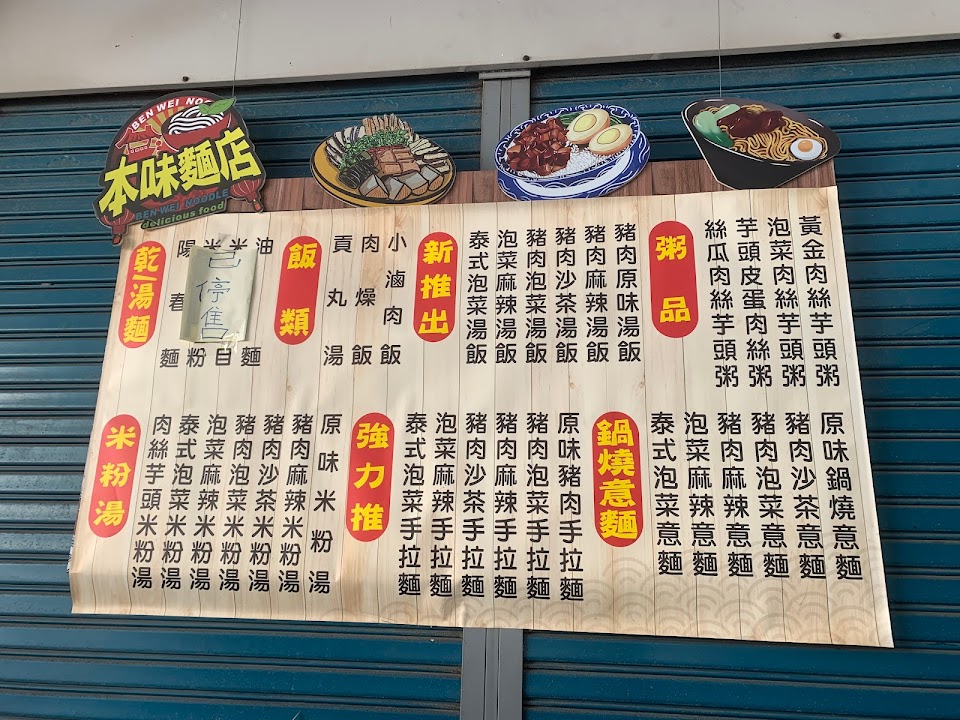 BEN WEI NOO
本味麵店
BEN WEI NOODLE
delicious food
乾/湯麵
油麵
米目
米粉
陽春麵
已停售
飯類
小滷肉飯
肉燥飯
貢丸湯
新推出
豬肉原味湯飯
豬肉麻辣湯飯
豬肉沙茶湯飯
豬肉泡菜湯飯
泡菜麻辣湯飯
泰式泡菜湯飯
粥品
黃金肉絲芋頭粥
泡菜肉絲芋頭粥
芋頭皮蛋肉絲粥
絲瓜肉絲芋頭粥
米粉湯
原味米粉湯
豬肉麻辣米粉湯
豬肉沙茶米粉湯
豬肉泡菜米粉湯
泡菜麻辣米粉湯
泰式泡菜米粉湯
肉絲芋頭米粉湯
強力推
原味豬肉手拉麵
豬肉泡菜手拉麵
豬肉麻辣手拉麵
豬肉沙茶手拉麵
泡菜麻辣手拉麵
泰式泡菜手拉麵
鍋燒意麵
原味鍋燒意麵
豬肉沙茶意麵
豬肉泡菜意麵
豬肉麻辣意麵
泡菜麻辣意麵
泰式泡菜意麵